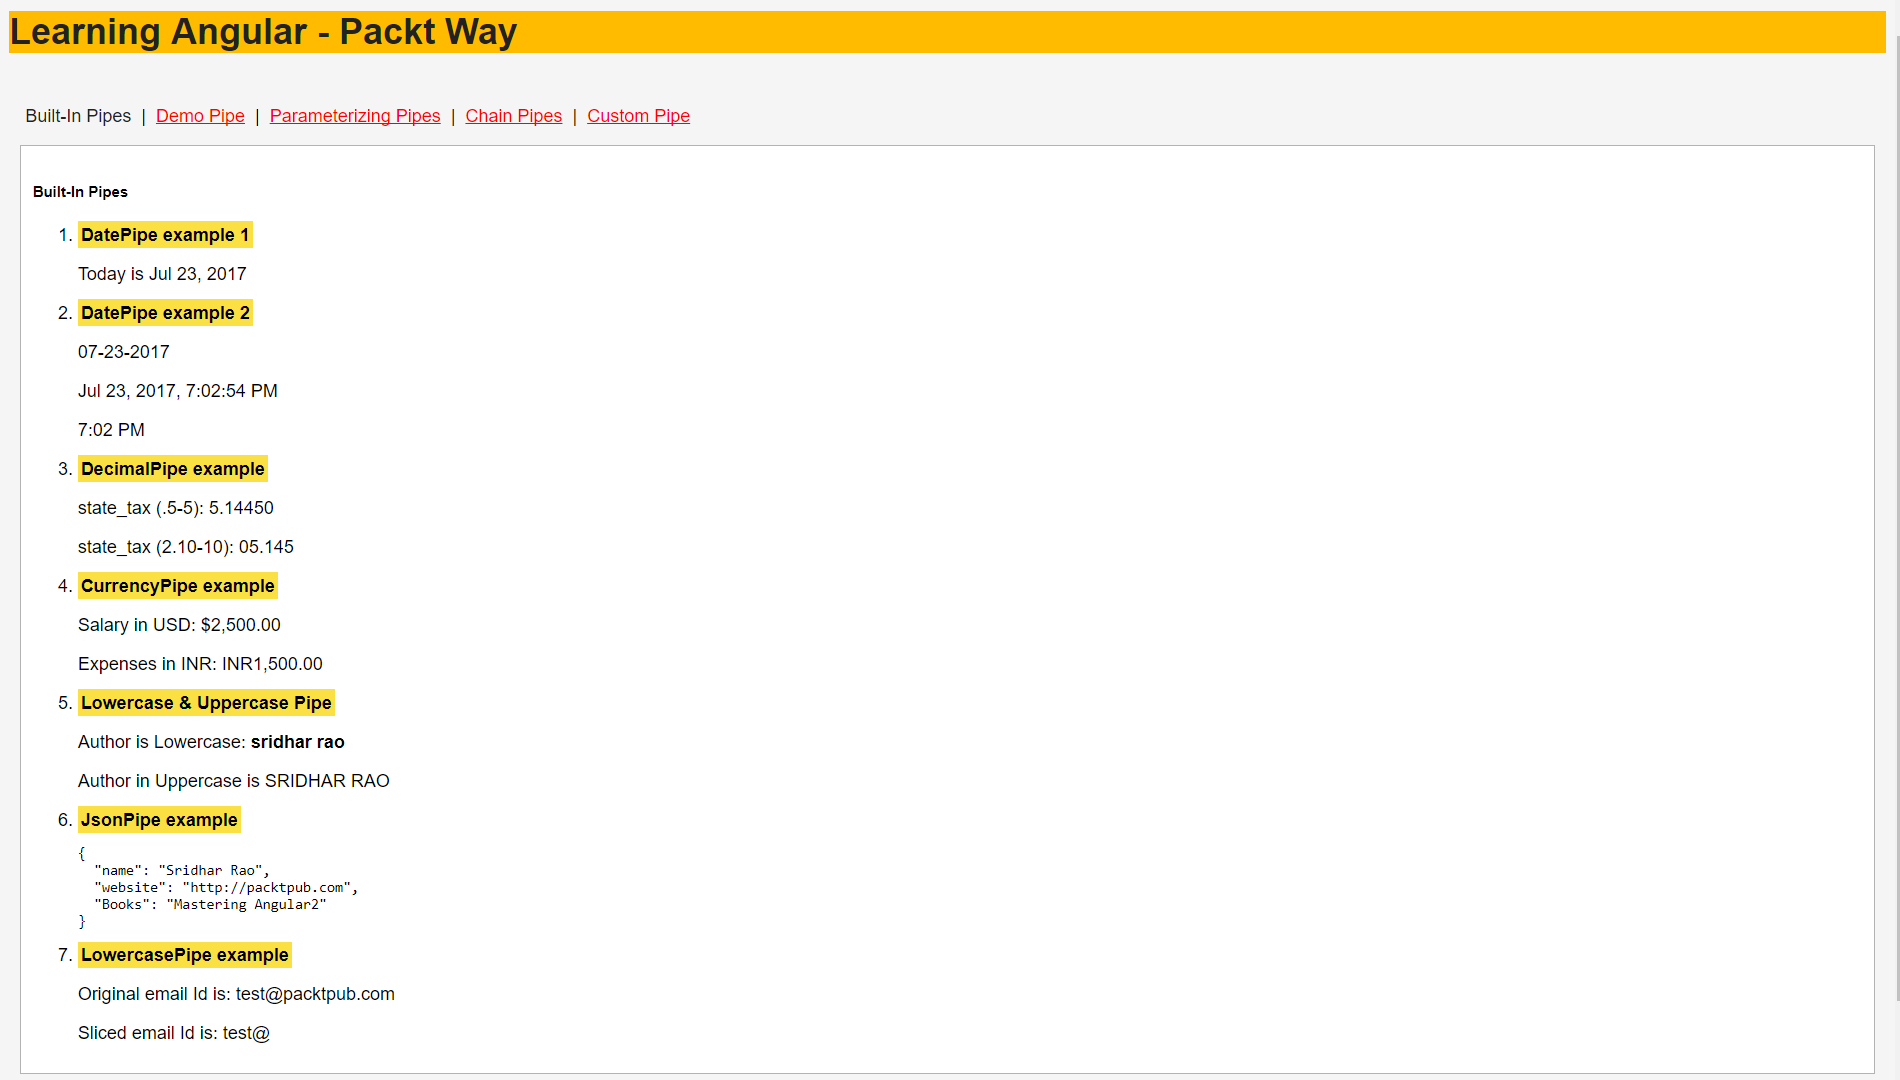 Learning Angular - Packt Way
Built-In Pipes | Demo Pipe | Parameterizing Pipes | Chain Pipes | Custom Pipe
Built-In Pipes
1. DatePipe example 1
Today is Jul 23, 2017
2. DatePipe example 2
07-23-2017
Jul 23, 2017, 7:02:54 PM
7:02 PM
3. DecimalPipe example
state_tax (.5-5): 5.14450
state_tax (2.10-10): 05.145
4. CurrencyPipe example
Salary in USD: $2,500.00
Expenses in INR: INR1,500.00
5. Lowercase & Uppercase Pipe
Author is Lowercase: sridhar rao
Author in Uppercase is SRIDHAR RAO
6. JsonPipe example
{
  "name": "Sridhar Rao",
  "website": "http://packtpub.com",
  "Books": "Mastering Angular2"
}
7. LowercasePipe example
Original email Id is: test@packtpub.com
Sliced email Id is: test@